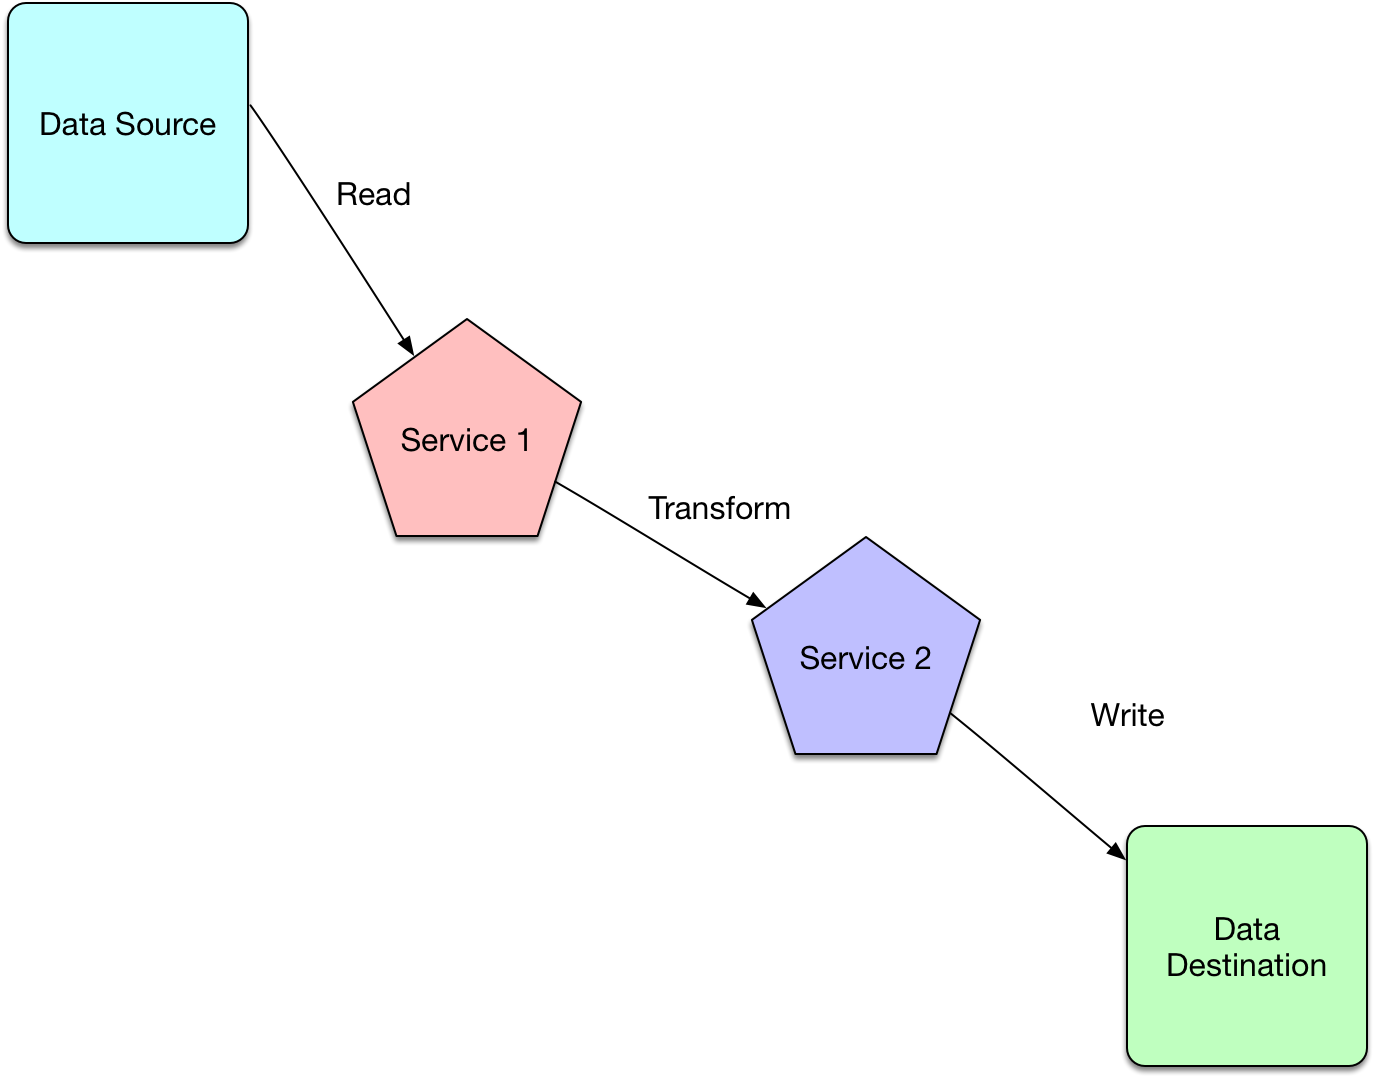 Data Source
Read
Service 1
Transform
Service 2
Write
Data
Destination